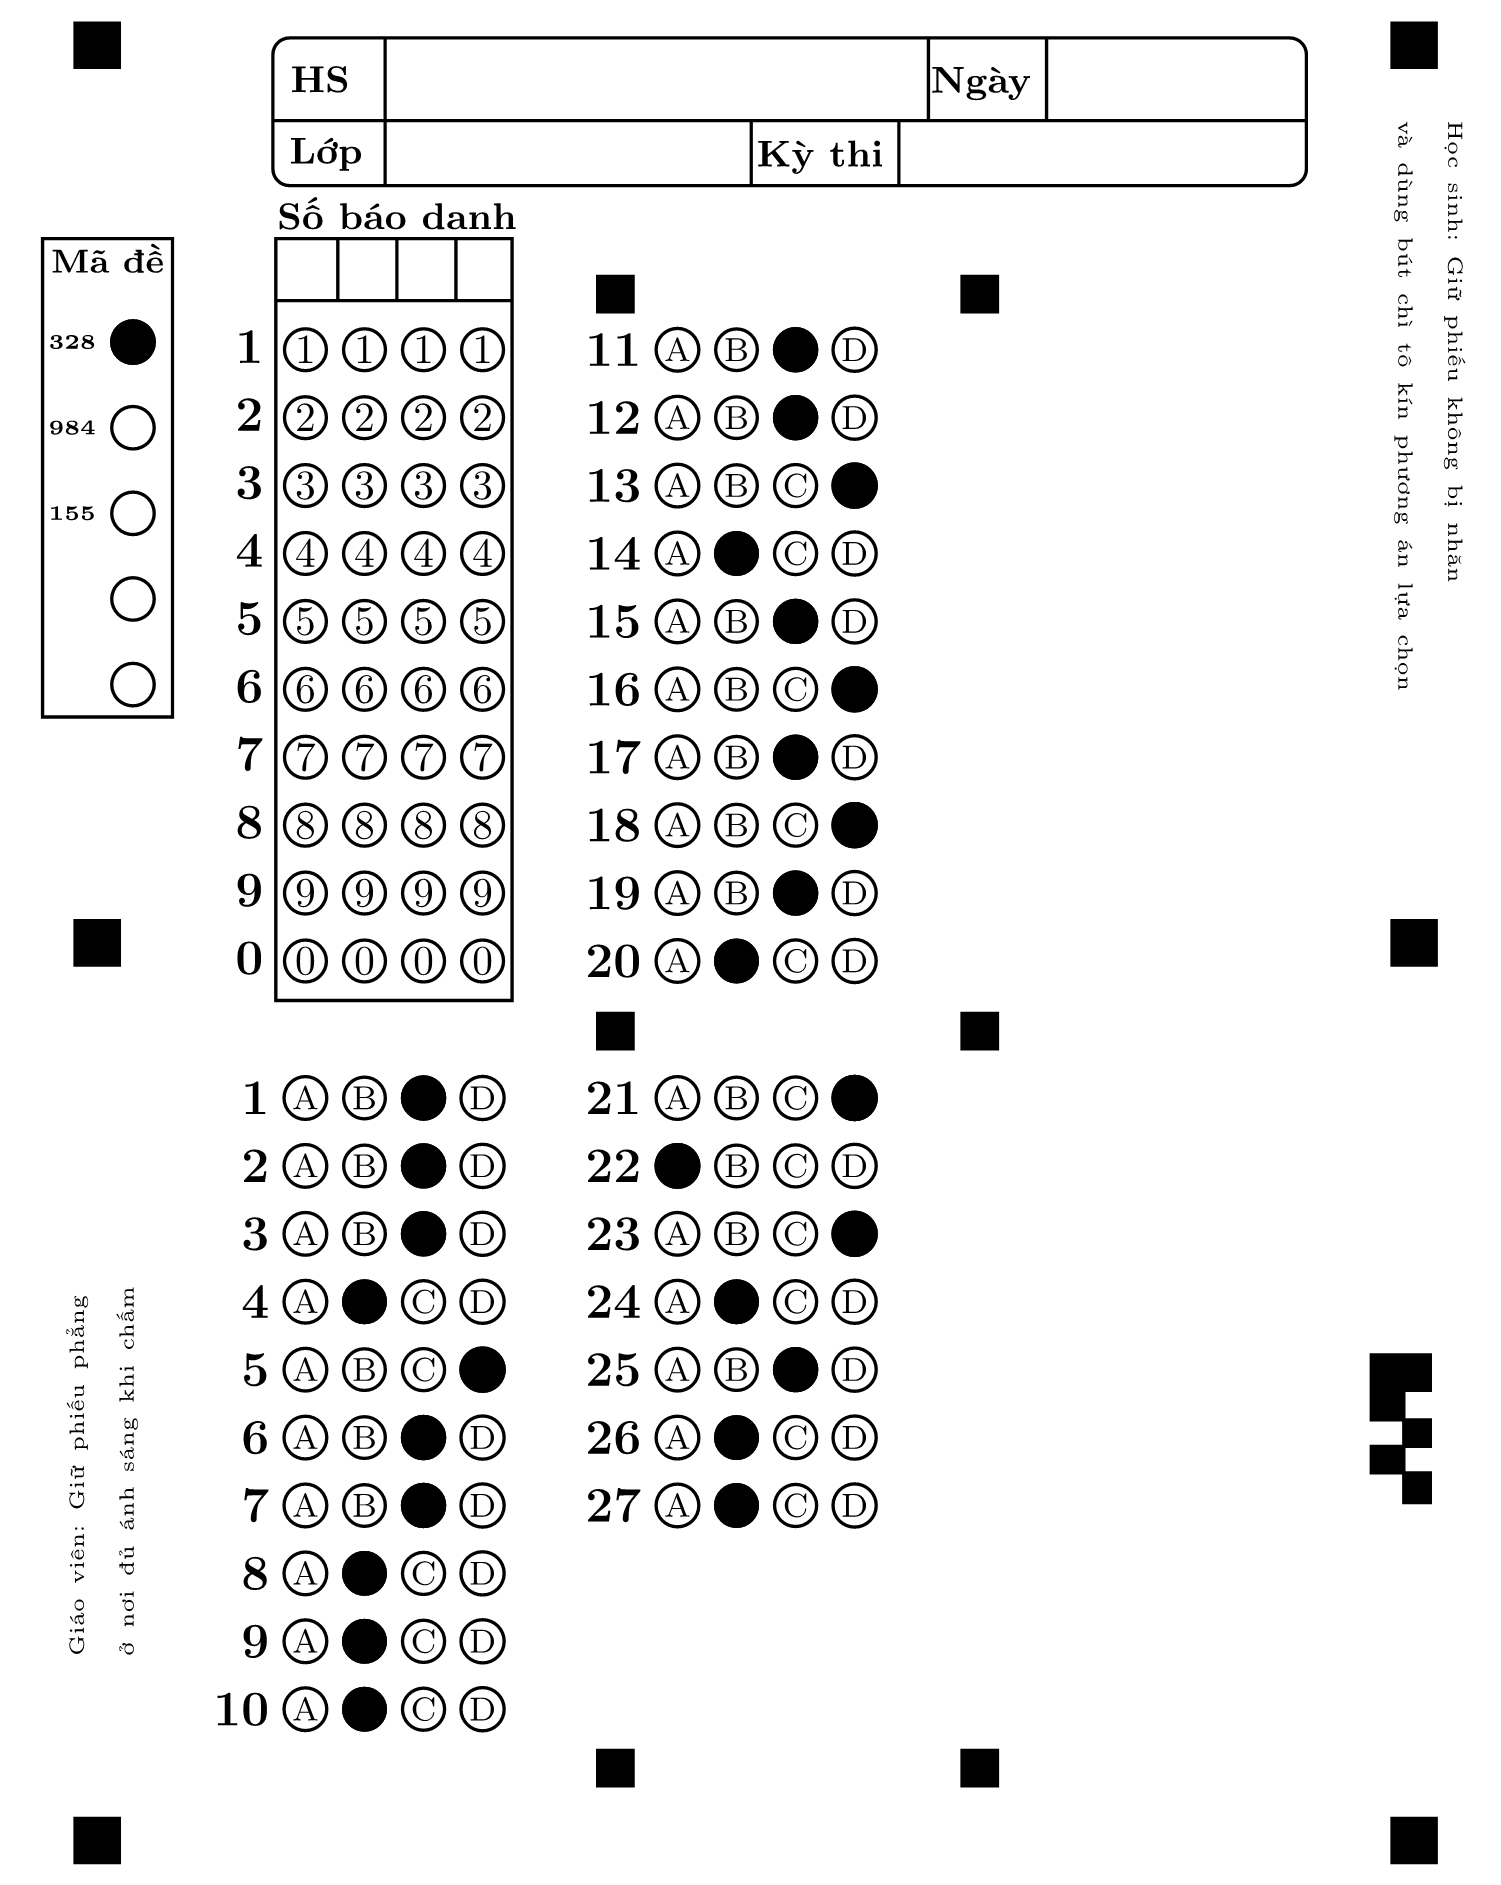 HS
Ngày
Lớp
Kỳ thi
Học sinh: Giữ phiếu không bị nhăn
và dùng bút chì tô kín phương án lựa chọn
Số báo danh
Mã đề
328
984
155
1 1 1 1 1
2 2 2 2 2
3 3 3 3 3
4 4 4 4 4
5 5 5 5 5
6 6 6 6 6
7 7 7 7 7
8 8 8 8 8
9 9 9 9 9
0 0 0 0 0
11 A B D
12 A B D
13 A B C
14 A C D
15 A B D
16 A B C
17 A B D
18 A B C
19 A B D
20 A C D
1 A B D
2 A B D
3 A B D
4 A C D
5 A B C
6 A B D
7 A B D
8 A C D
9 A C D
10 A C D
21 A B C
22 B C D
23 A B C
24 A C D
25 A B D
26 A C D
27 A C D
Giáo viên: Giữ phiếu phẳng
ở nơi đủ ánh sáng khi chấm